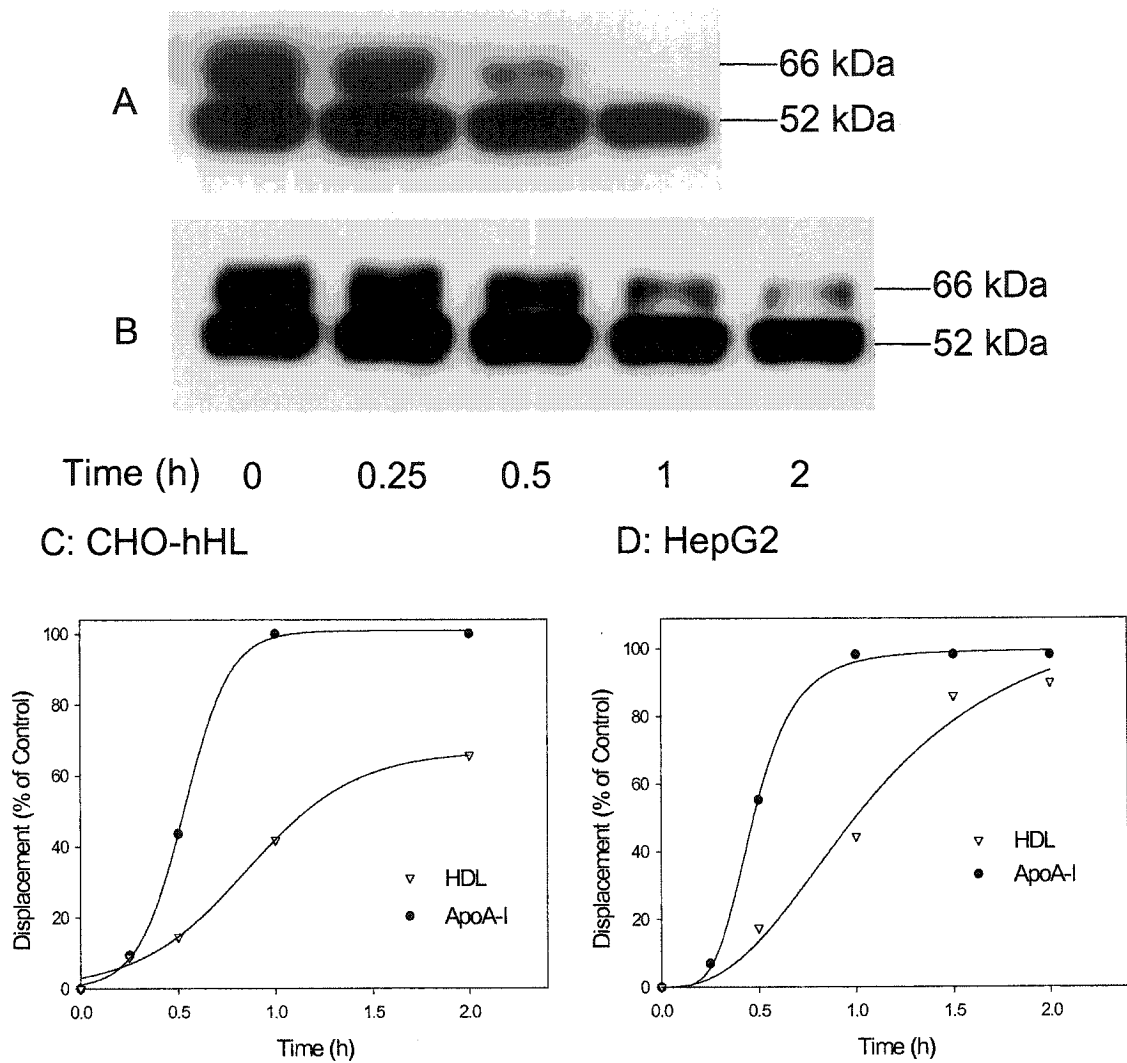 A
66 kDa
52 kDa
B
66 kDa
52 kDa
Time (h) 0 0.25 0.5 1 2
C: CHO-hHL
D: HepG2
Displacement (% of Control)
100
80
60
40
20
0
HDL
ApoA-I
0.0 0.5 1.0 1.5 2.0
Time (h)
Displacement (% of Control)
100
80
60
40
20
0
HDL
ApoA-I
0.0 0.5 1.0 1.5 2.0
Time (h)